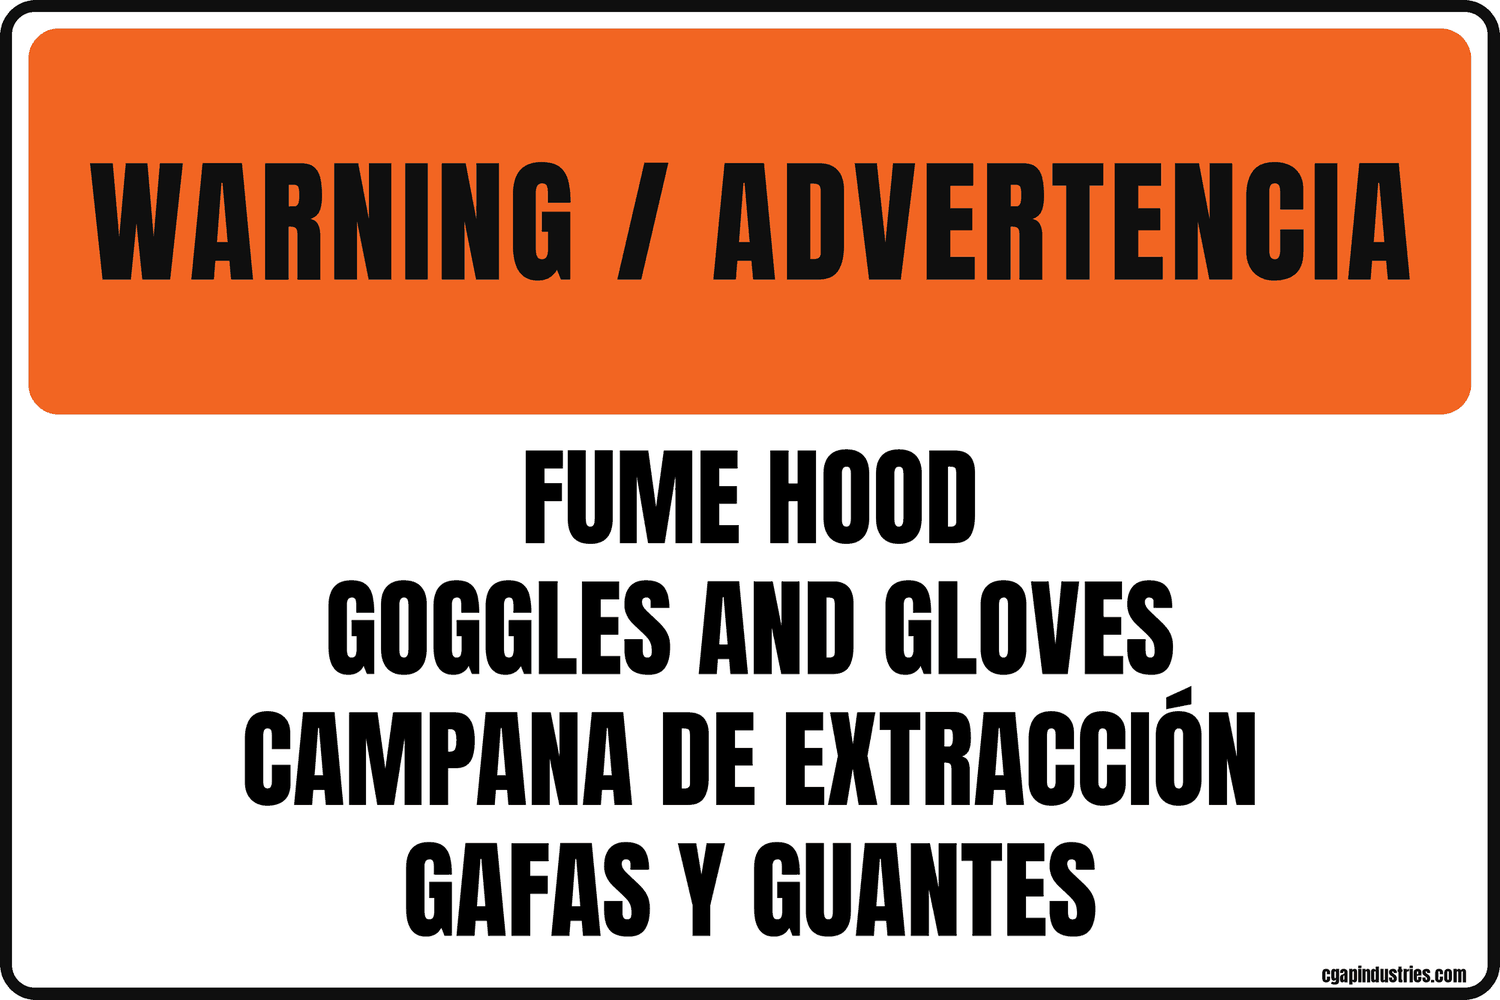 WARNING / ADVERTENCIA
FUME HOOD
GOGGLES AND GLOVES
CAMPANA DE EXTRACCIÓN
GAFAS Y GUANTES
cgapindustries.com